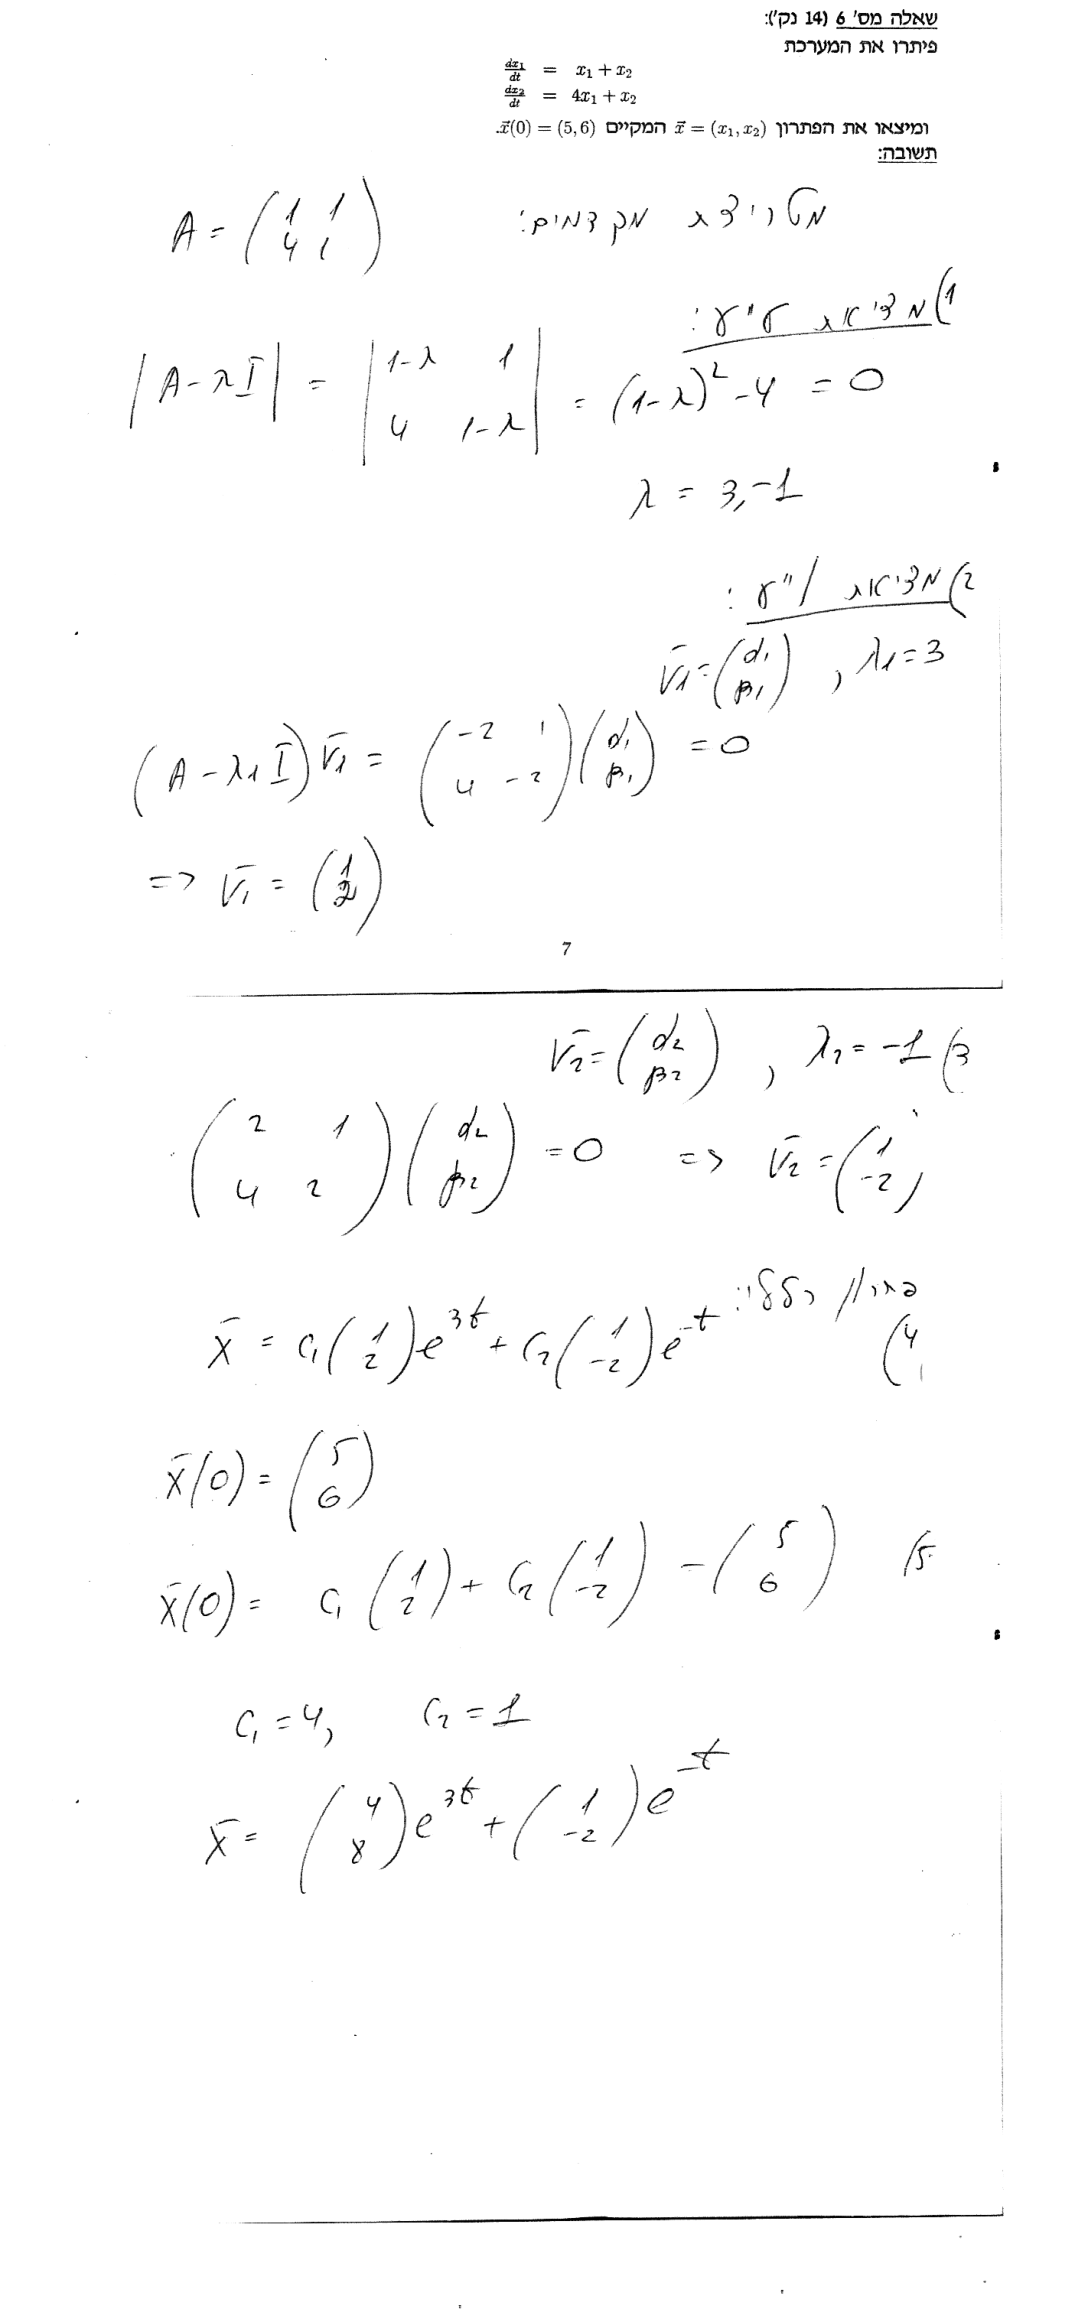 שאלה מס' 6 (14 נק'):
פיתרו את המערכת
dx₁/dt = x₁ + x₂
dx₂/dt = 4x₁ + x₂
ומיצאו את הפתרון x⃗ = (x₁, x₂) המקיים x⃗(0) = (5, 6).
תשובה:
מטריצת מקדמים:
A = (1 1; 4 1)
1) מציאת ע"ע:
|A - λI| = |1-λ 1; 4 1-λ| = (1-λ)² - 4 = 0
λ = 3, -1
2) מציאת ו"ע:
λ₁ = 3 , V̄₁ = (α₁; β₁)
(A - λ₁I) V̄₁ = (-2 1; 4 -2)(α₁; β₁) = 0
=> V̄₁ = (1; 2)
7
3) λ₂ = -1 , V̄₂ = (α₂; β₂)
(2 1; 4 2)(α₂; β₂) = 0 => V̄₂ = (1; -2)
4) פתרון כללי:
x̄ = C₁(1; 2)e^{3t} + C₂(1; -2)e^{-t}
x̄(0) = (5; 6)
5) x̄(0) = C₁(1; 2) + C₂(1; -2) = (5; 6)
C₁ = 4, C₂ = 1
x̄ = (4; 8)e^{3t} + (1; -2)e^{-t}